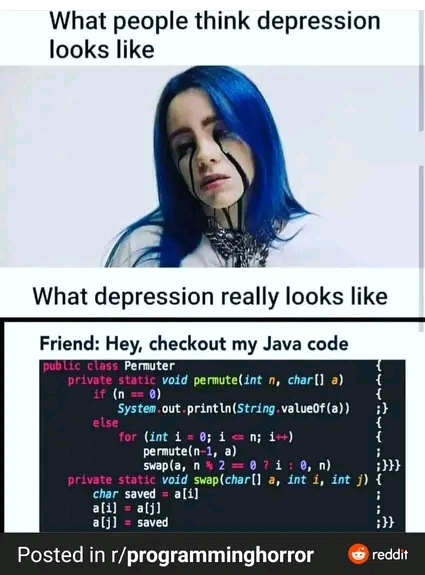 What people think depression
looks like
What depression really looks like
Friend: Hey, checkout my Java code
public class Permuter {
private static void permute(int n, char[] a) {
if (n == 0) {
System.out.println(String.valueOf(a)) ;}
else {
for (int i = 0; i <= n; i++) {
permute(n-1, a) ;
swap(a, n % 2 == 0 ? i : 0, n) ;}}}
private static void swap(char[] a, int i, int j) {
char saved = a[i] ;
a[i] = a[j] ;
a[j] = saved ;}}
Posted in r/programminghorror reddit